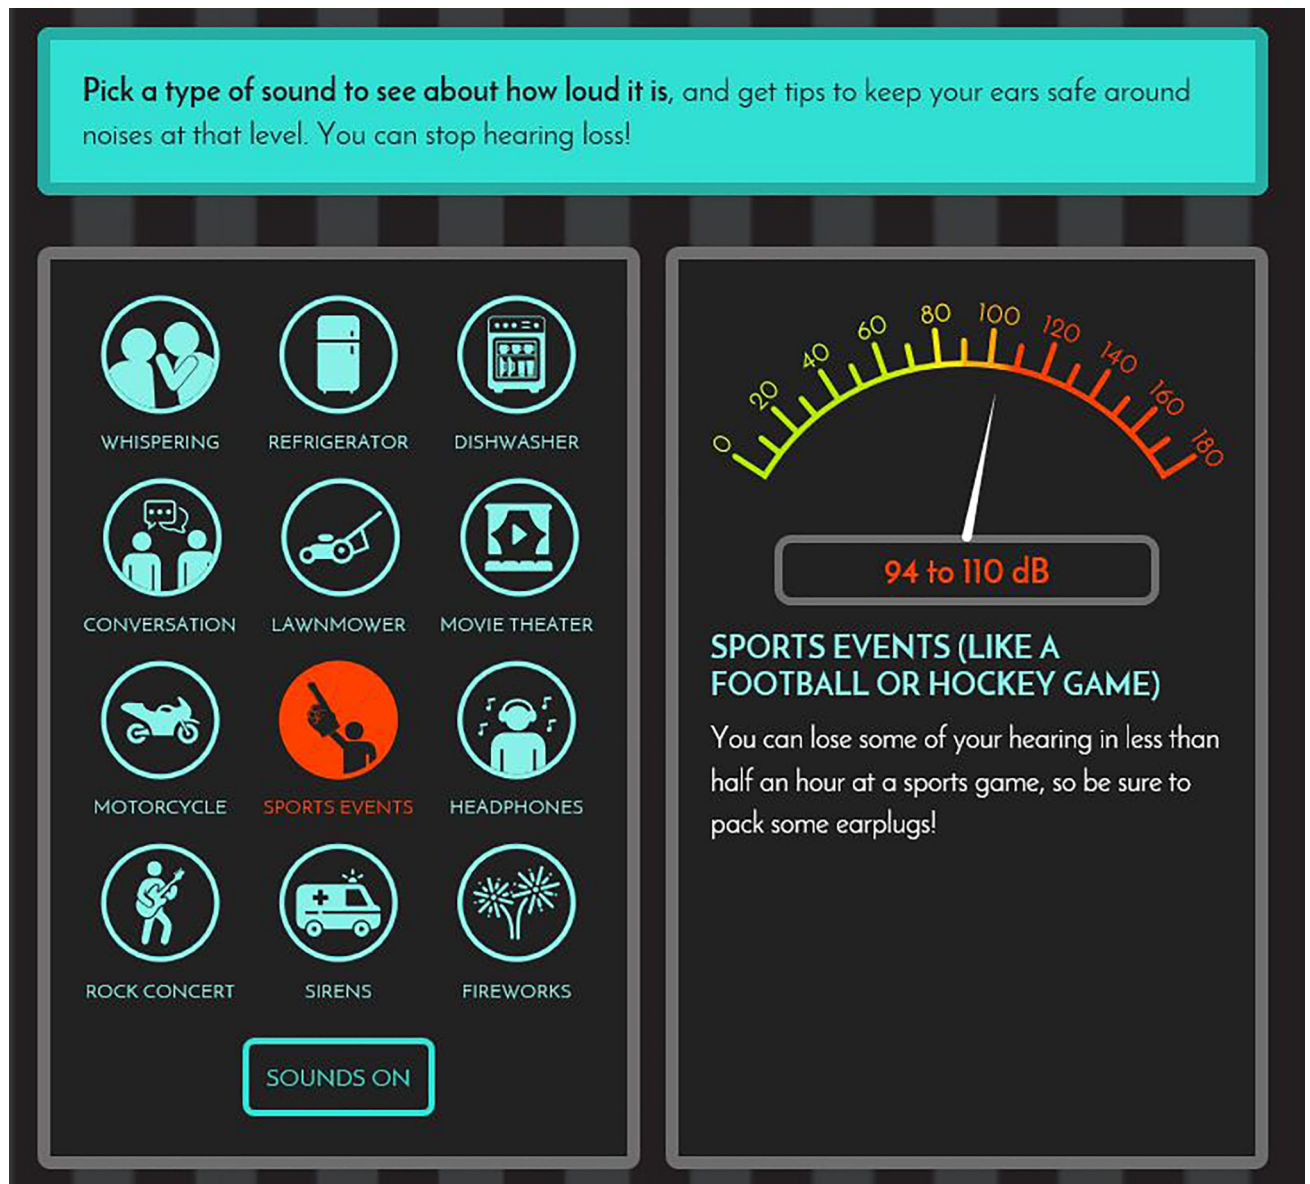 Pick a type of sound to see about how loud it is, and get tips to keep your ears safe around
noises at that level. You can stop hearing loss!
WHISPERING
REFRIGERATOR
DISHWASHER
CONVERSATION
LAWNMOWER
MOVIE THEATER
MOTORCYCLE
SPORTS EVENTS
HEADPHONES
ROCK CONCERT
SIRENS
FIREWORKS
SOUNDS ON
0
20
40
60
80
100
120
140
160
180
94 to 110 dB
SPORTS EVENTS (LIKE A
FOOTBALL OR HOCKEY GAME)
You can lose some of your hearing in less than
half an hour at a sports game, so be sure to
pack some earplugs!